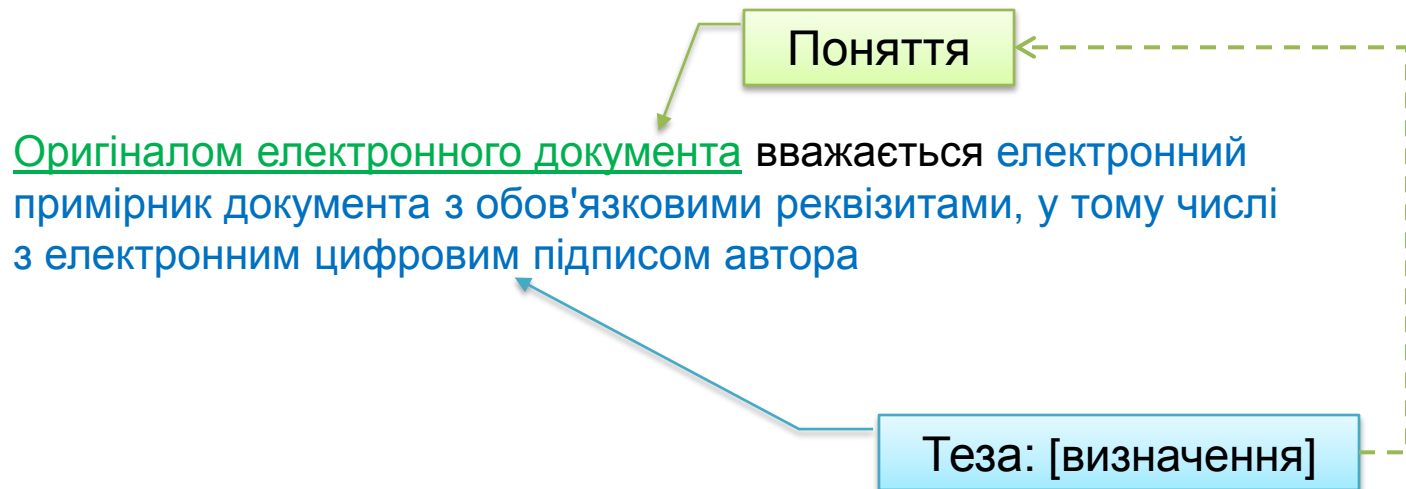 Поняття
Оригіналом електронного документа вважається електронний
примірник документа з обов'язковими реквізитами, у тому числі
з електронним цифровим підписом автора
Теза: [визначення]